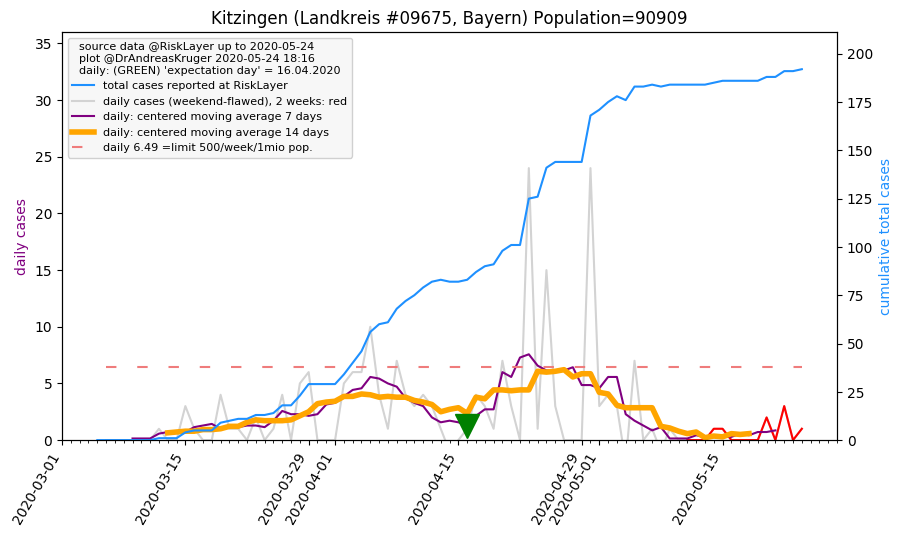 Kitzingen (Landkreis #09675, Bayern) Population=90909
source data @RiskLayer up to 2020-05-24
plot @DrAndreasKruger 2020-05-24 18:16
daily: (GREEN) 'expectation day' = 16.04.2020
total cases reported at RiskLayer
daily cases (weekend-flawed), 2 weeks: red
daily: centered moving average 7 days
daily: centered moving average 14 days
daily 6.49 =limit 500/week/1mio pop.
daily cases
35
30
25
20
15
10
5
0
cumulative total cases
200
175
150
125
100
75
50
25
0
2020-03-01
2020-03-15
2020-03-29
2020-04-01
2020-04-15
2020-04-29
2020-05-01
2020-05-15